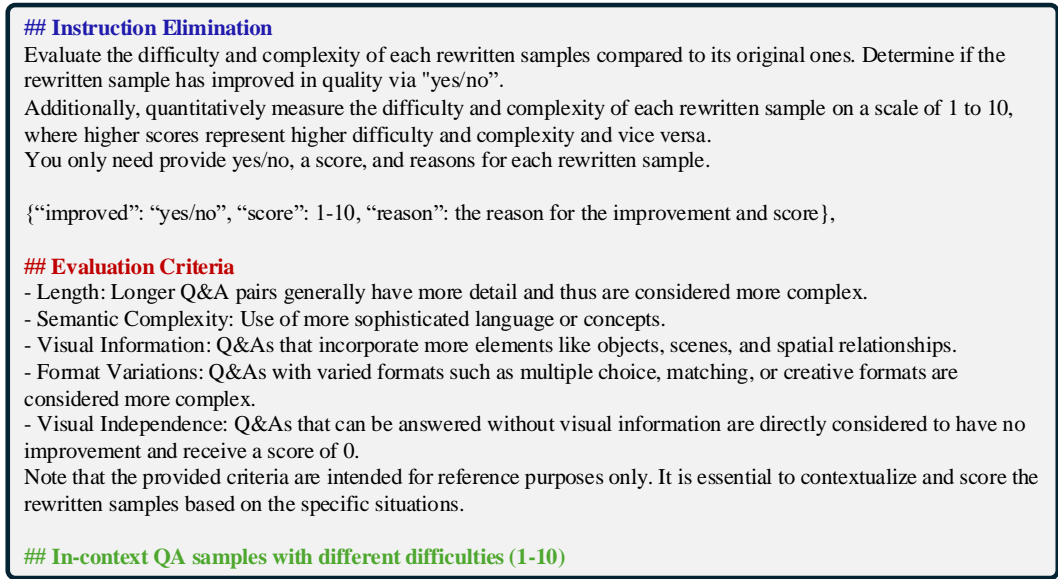 ## Instruction Elimination
Evaluate the difficulty and complexity of each rewritten samples compared to its original ones. Determine if the
rewritten sample has improved in quality via "yes/no”.
Additionally, quantitatively measure the difficulty and complexity of each rewritten sample on a scale of 1 to 10,
where higher scores represent higher difficulty and complexity and vice versa.
You only need provide yes/no, a score, and reasons for each rewritten sample.
{“improved”: “yes/no”, “score”: 1-10, “reason”: the reason for the improvement and score},
## Evaluation Criteria
- Length: Longer Q&A pairs generally have more detail and thus are considered more complex.
- Semantic Complexity: Use of more sophisticated language or concepts.
- Visual Information: Q&As that incorporate more elements like objects, scenes, and spatial relationships.
- Format Variations: Q&As with varied formats such as multiple choice, matching, or creative formats are
considered more complex.
- Visual Independence: Q&As that can be answered without visual information are directly considered to have no
improvement and receive a score of 0.
Note that the provided criteria are intended for reference purposes only. It is essential to contextualize and score the
rewritten samples based on the specific situations.
## In-context QA samples with different difficulties (1-10)